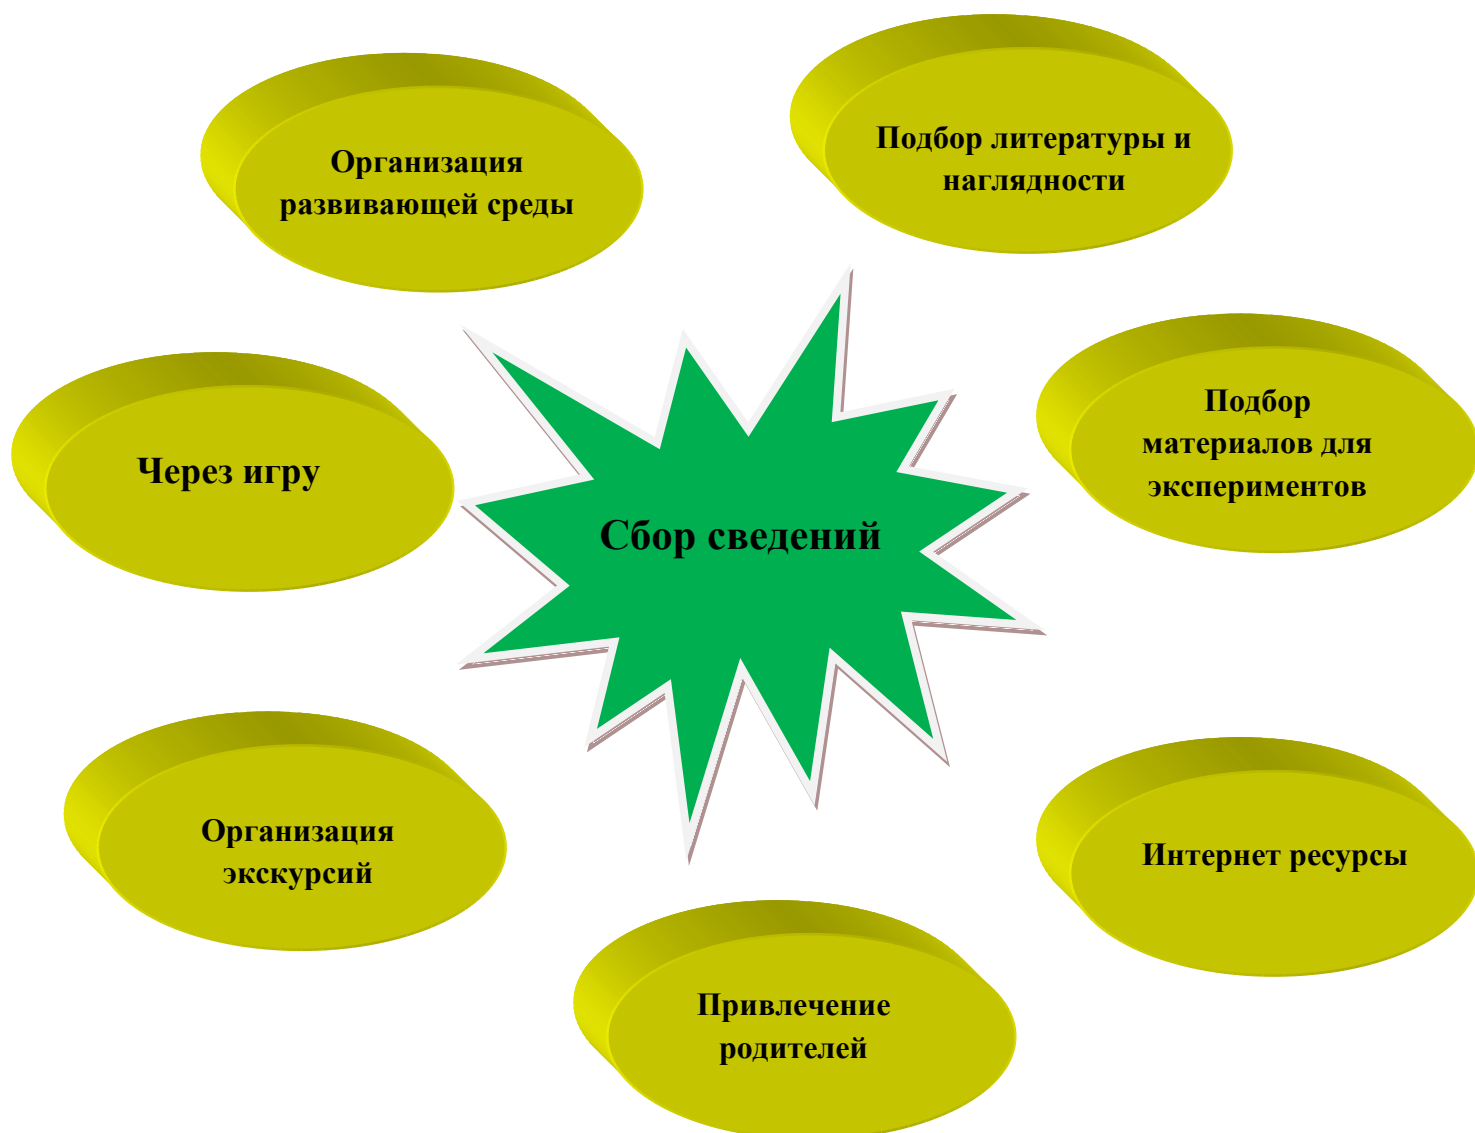 Организация
развивающей среды
Подбор литературы и
наглядности
Через игру
Подбор
материалов для
экспериментов
Сбор сведений
Организация
экскурсий
Интернет ресурсы
Привлечение
родителей